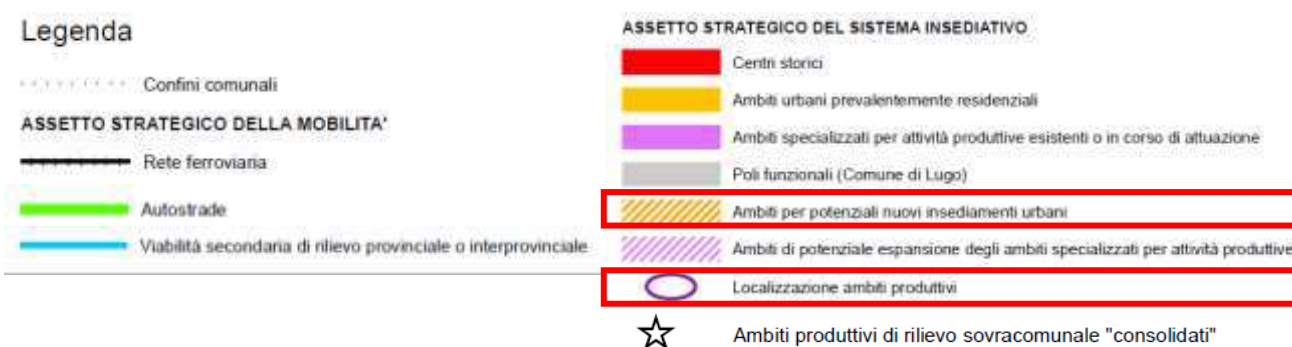 Legenda
Confini comunali
ASSETTO STRATEGICO DELLA MOBILITA'
Rete ferroviaria
Autostrade
Viabilità secondaria di rilievo provinciale o interprovinciale
ASSETTO STRATEGICO DEL SISTEMA INSEDIATIVO
Centri storici
Ambiti urbani prevalentemente residenziali
Ambiti specializzati per attività produttive esistenti o in corso di attuazione
Poli funzionali (Comune di Lugo)
Ambiti per potenziali nuovi insediamenti urbani
Ambiti di potenziale espansione degli ambiti specializzati per attività produttive
Localizzazione ambiti produttivi
Ambiti produttivi di rilievo sovracomunale "consolidati"